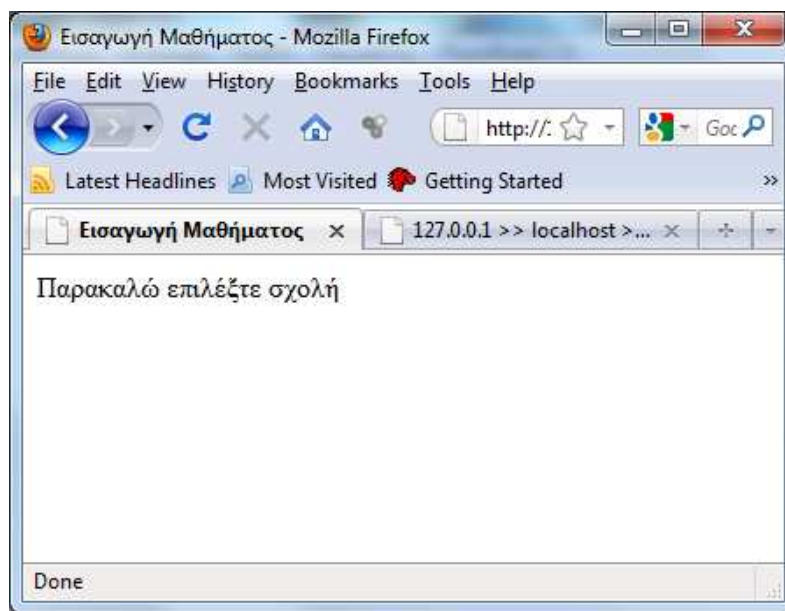 Εισαγωγή Μαθήματος - Mozilla Firefox
File Edit View History Bookmarks Tools Help
http://: Goc
Latest Headlines Most Visited Getting Started »
Εισαγωγή Μαθήματος x 127.0.0.1 >> localhost >... x
Παρακαλώ επιλέξτε σχολή
Done